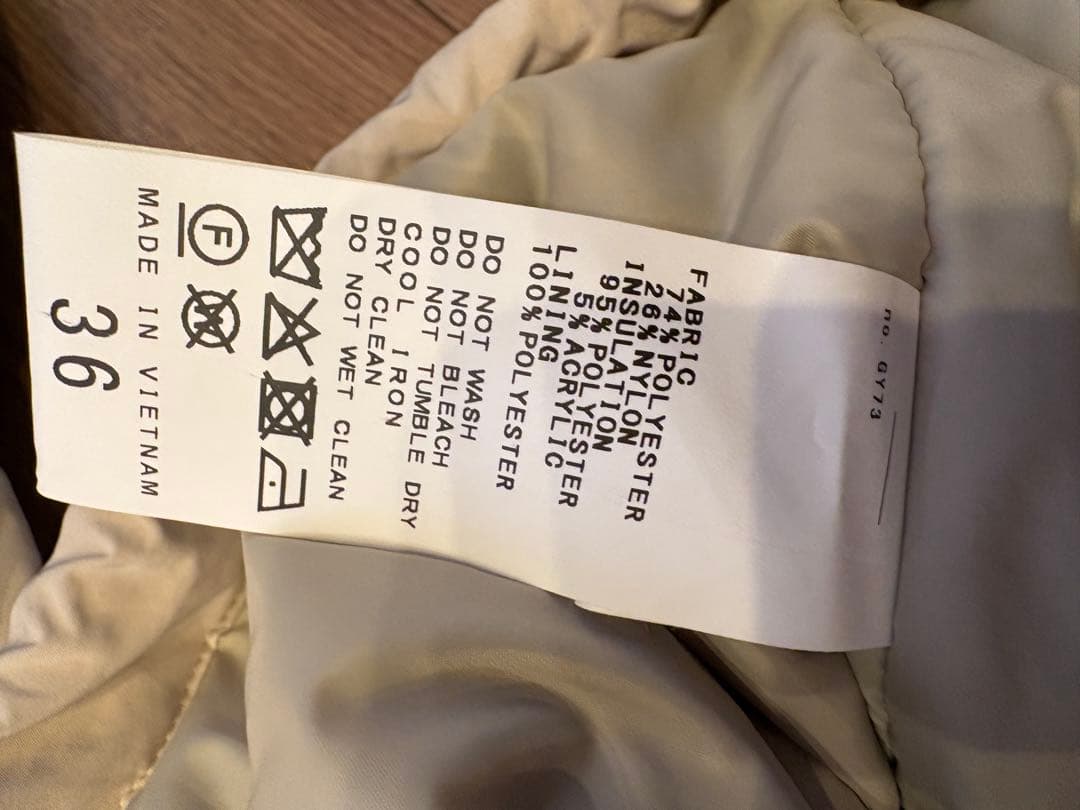 no. GY73
FABRIC
74% POLYESTER
26% NYLON
INSULATION
95% POLYESTER
5% ACRYLIC
LINING
100% POLYESTER
DO NOT WASH
DO NOT BLEACH
DO NOT TUMBLE DRY
COOL IRON
DRY CLEAN
DO NOT WET CLEAN
F W
MADE IN VIETNAM
36